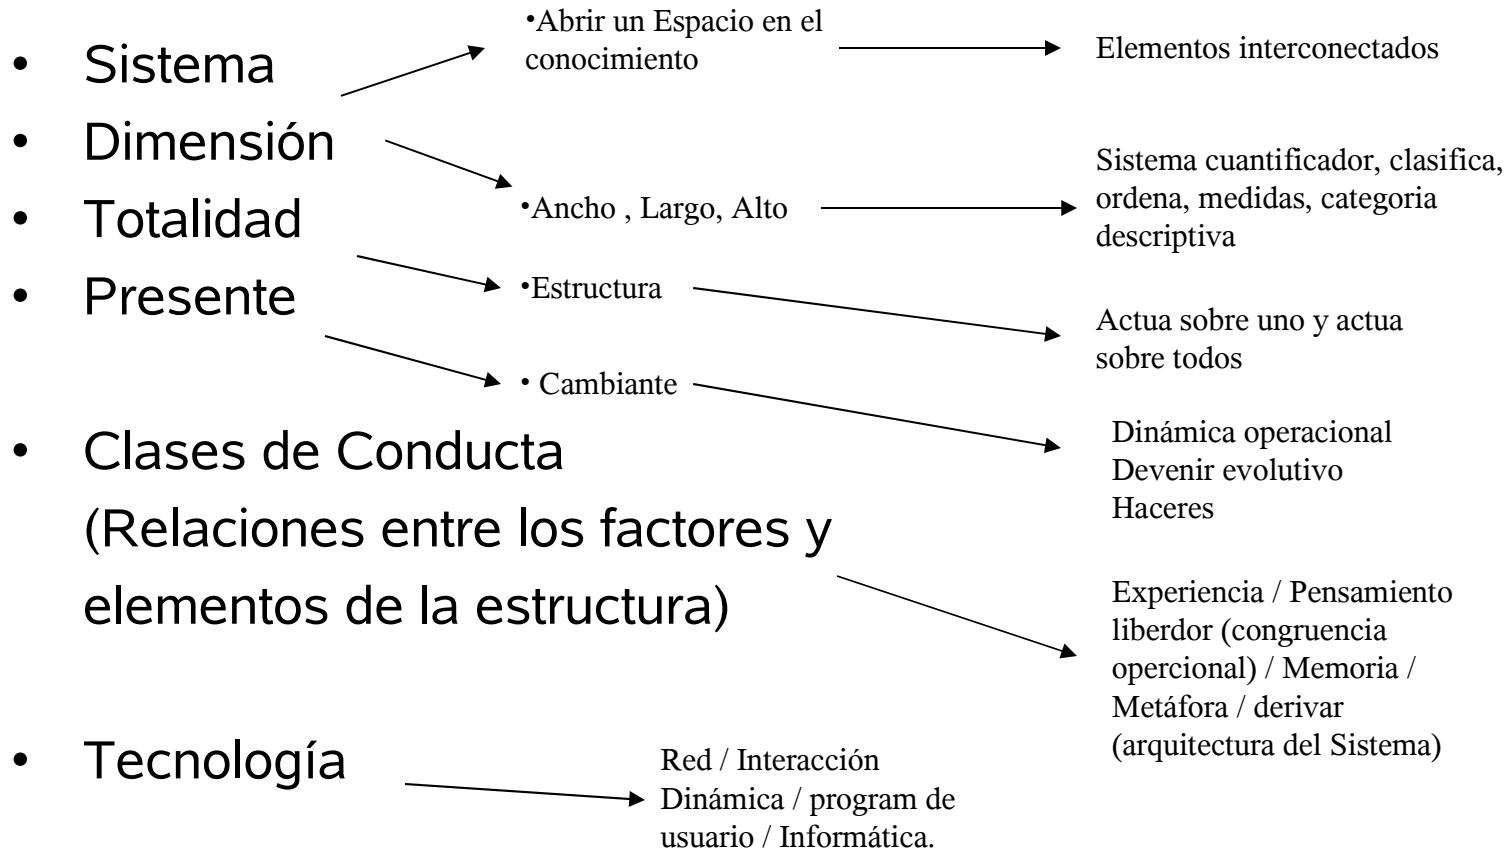 • Sistema
• Dimensión
• Totalidad
• Presente
• Clases de Conducta
(Relaciones entre los factores y
elementos de la estructura)
• Tecnología
•Abrir un Espacio en el
conocimiento
•Ancho , Largo, Alto
•Estructura
• Cambiante
Red / Interacción
Dinámica / program de
usuario / Informática.
Elementos interconectados
Sistema cuantificador, clasifica,
ordena, medidas, categoria
descriptiva
Actua sobre uno y actua
sobre todos
Dinámica operacional
Devenir evolutivo
Haceres
Experiencia / Pensamiento
liberdor (congruencia
opercional) / Memoria /
Metáfora / derivar
(arquitectura del Sistema)